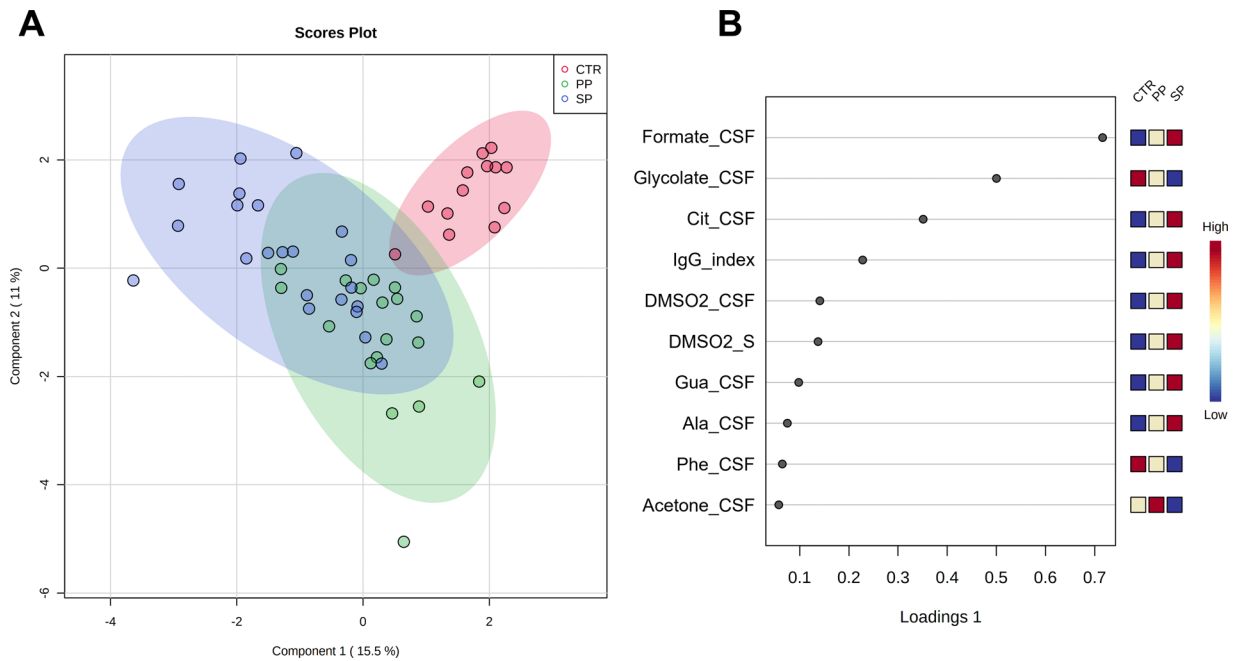 A
Scores Plot
CTR
PP
SP
2
0
-2
-4
-6
Component 2 ( 11 %)
-4 -2 0 2
Component 1 ( 15.5 %)
B
CTR PP SP
Formate_CSF
Glycolate_CSF
Cit_CSF
IgG_index
DMSO2_CSF
DMSO2_S
Gua_CSF
Ala_CSF
Phe_CSF
Acetone_CSF
High
Low
0.1 0.2 0.3 0.4 0.5 0.6 0.7
Loadings 1